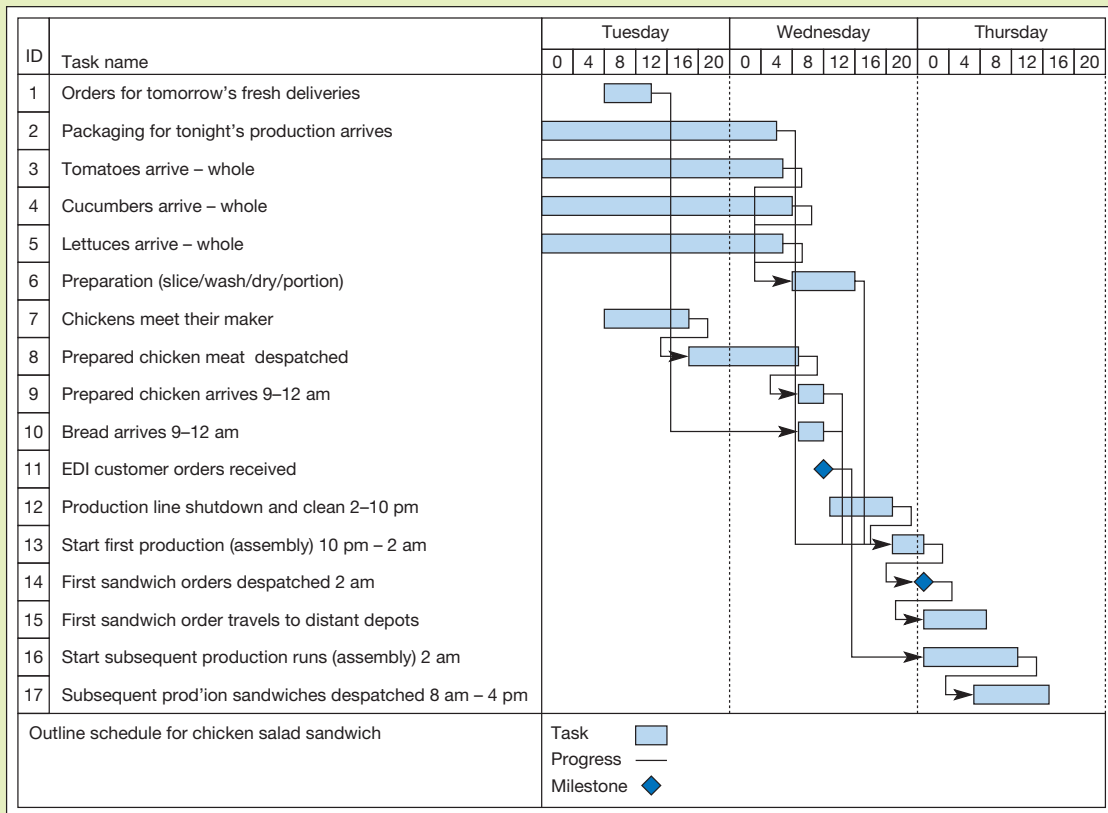 Tuesday Wednesday Thursday
ID Task name 0 4 8 12 16 20 0 4 8 12 16 20 0 4 8 12 16 20
1 Orders for tomorrow's fresh deliveries
2 Packaging for tonight's production arrives
3 Tomatoes arrive – whole
4 Cucumbers arrive – whole
5 Lettuces arrive – whole
6 Preparation (slice/wash/dry/portion)
7 Chickens meet their maker
8 Prepared chicken meat despatched
9 Prepared chicken arrives 9–12 am
10 Bread arrives 9–12 am
11 EDI customer orders received
12 Production line shutdown and clean 2–10 pm
13 Start first production (assembly) 10 pm – 2 am
14 First sandwich orders despatched 2 am
15 First sandwich order travels to distant depots
16 Start subsequent production runs (assembly) 2 am
17 Subsequent prod'ion sandwiches despatched 8 am – 4 pm
Outline schedule for chicken salad sandwich
Task
Progress
Milestone